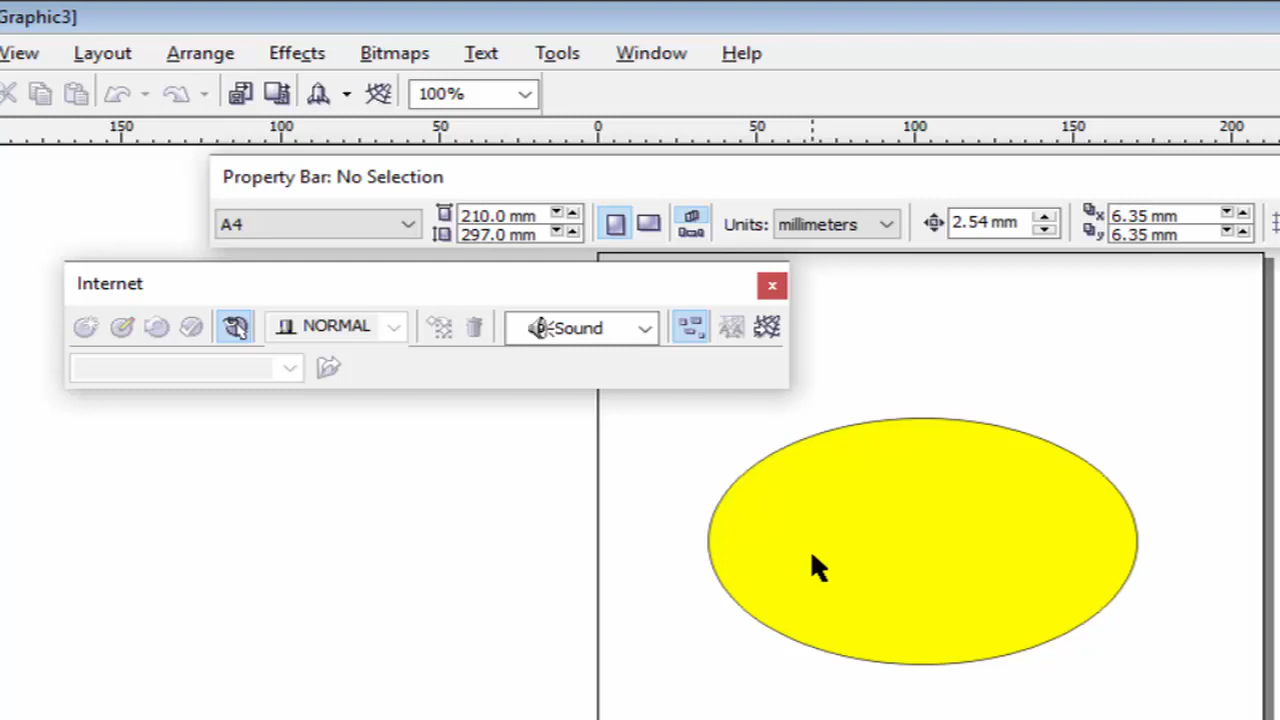 Graphic3]
View Layout Arrange Effects Bitmaps Text Tools Window Help
100%
150 100 50 0 50 100 150 200
Property Bar: No Selection
A4 210.0 mm 297.0 mm Units: millimeters 2.54 mm 6.35 mm 6.35 mm
Internet
NORMAL Sound